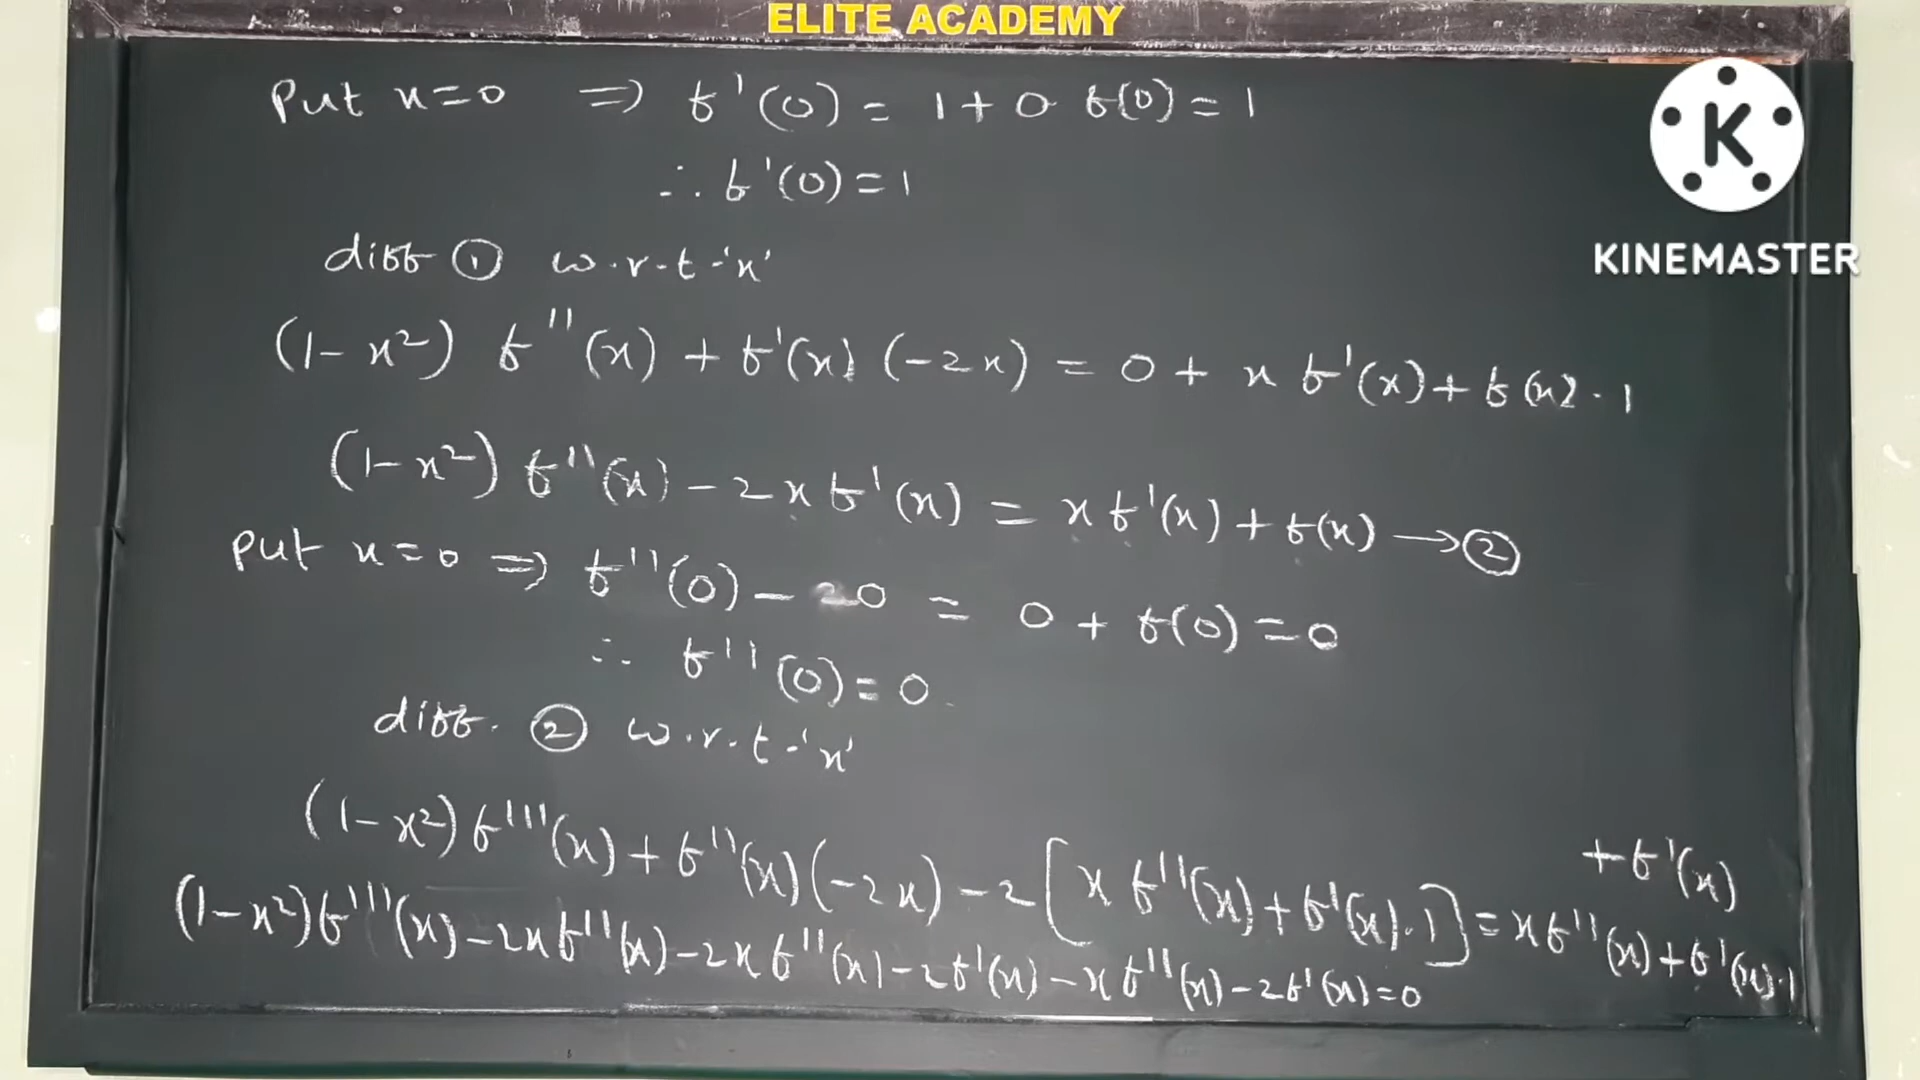 ELITE ACADEMY
Put x=0 ⇒ f'(0) = 1+0 f(0) = 1
∴ f'(0) = 1
diff ① w.r.t-'x'
(1-x²) f''(x) + f'(x) (-2x) = 0 + x f'(x) + f(x).1
(1-x²) f''(x) - 2x f'(x) = x f'(x) + f(x) → ②
Put x=0 ⇒ f''(0) - 20 = 0 + f(0) = 0
∴ f''(0) = 0.
diff. ② w.r.t-'x'
(1-x²) f'''(x) + f''(x)(-2x) - 2[x f''(x) + f'(x).1] = x f''(x) + f'(x).1
+ f'(x)
(1-x²) f'''(x) - 2x f''(x) - 2x f''(x) - 2f'(x) - x f''(x) - 2f'(x) = 0
K
KINEMASTER